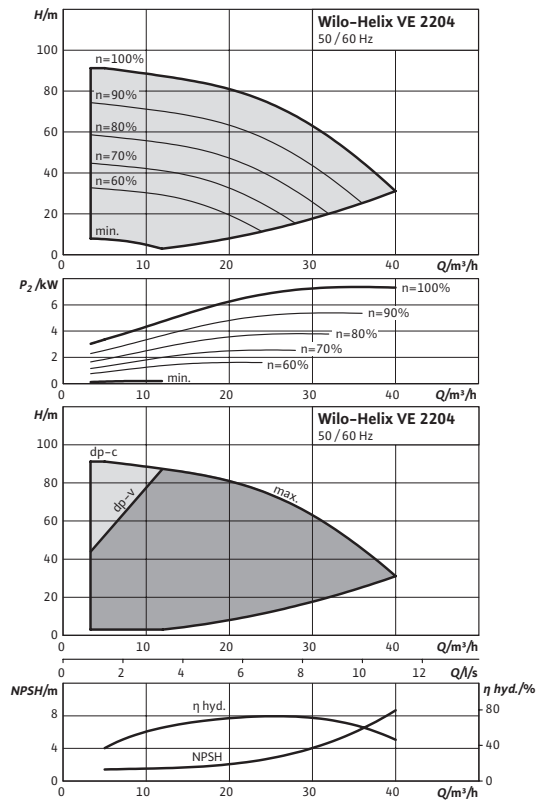 H/m
Wilo-Helix VE 2204
50 / 60 Hz
100
n=100%
80
n=90%
60
n=80%
40
n=70%
n=60%
20
min.
0
0 10 20 30 40 Q/m³/h
P₂ /kW
6
n=100%
n=90%
4
n=80%
n=70%
2
n=60%
min.
0
0 10 20 30 40 Q/m³/h
H/m
Wilo-Helix VE 2204
50 / 60 Hz
100
dp-c
80
dp-v
max.
60
40
20
0
0 10 20 30 40 Q/m³/h
0 2 4 6 8 10 12 Q/l/s
NPSH/m
η hyd./%
8
η hyd.
80
4
NPSH
40
0
0
0 10 20 30 40 Q/m³/h